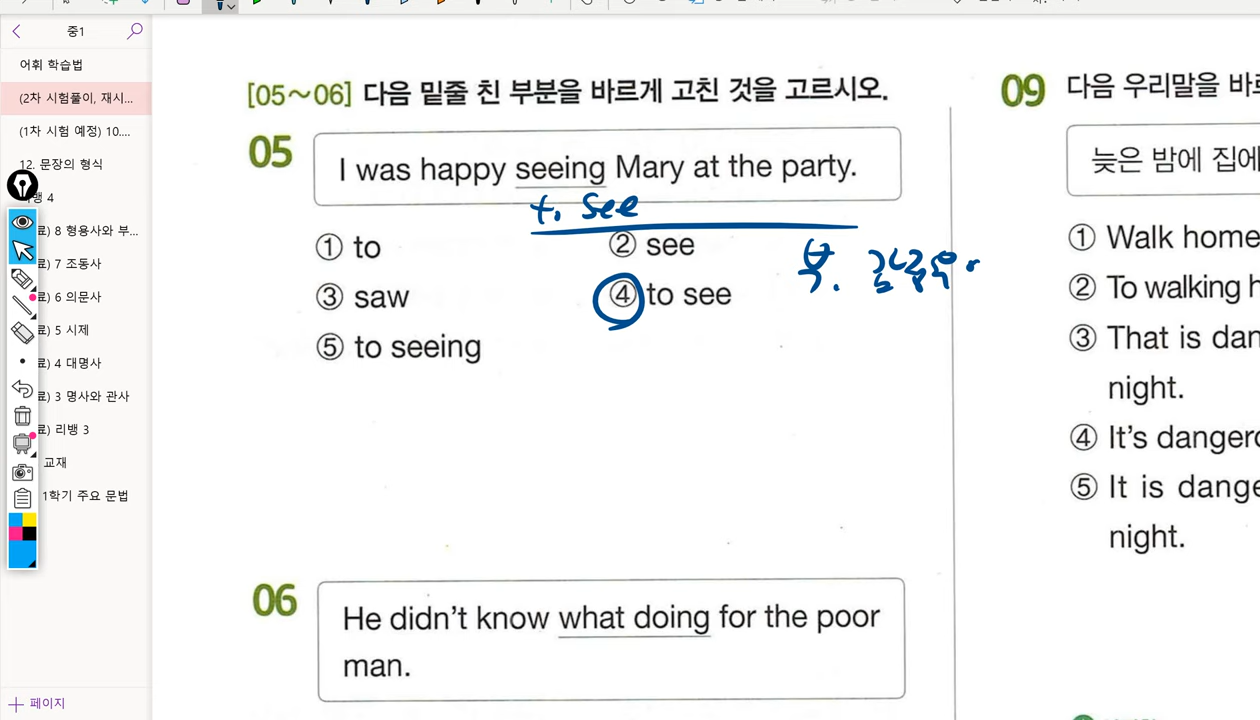 중1
어휘 학습법
(2차 시험풀이, 재시...
(1차 시험 예정) 10....
12. 문장의 형식
뱅 4
료) 8 형용사와 부...
료) 7 조동사
료) 6 의문사
료) 5 시제
료) 4 대명사
료) 3 명사와 관사
료) 리뱅 3
교재
1학기 주요 문법
페이지
[05~06] 다음 밑줄 친 부분을 바르게 고친 것을 고르시오.
05
I was happy seeing Mary at the party.
to see
① to
② see
③ saw
④ to see
⑤ to seeing
06
He didn't know what doing for the poor
man.
09 다음 우리말을 바
늦은 밤에 집에
① Walk home
② To walking h
③ That is dan
night.
④ It's dangero
⑤ It is dange
night.